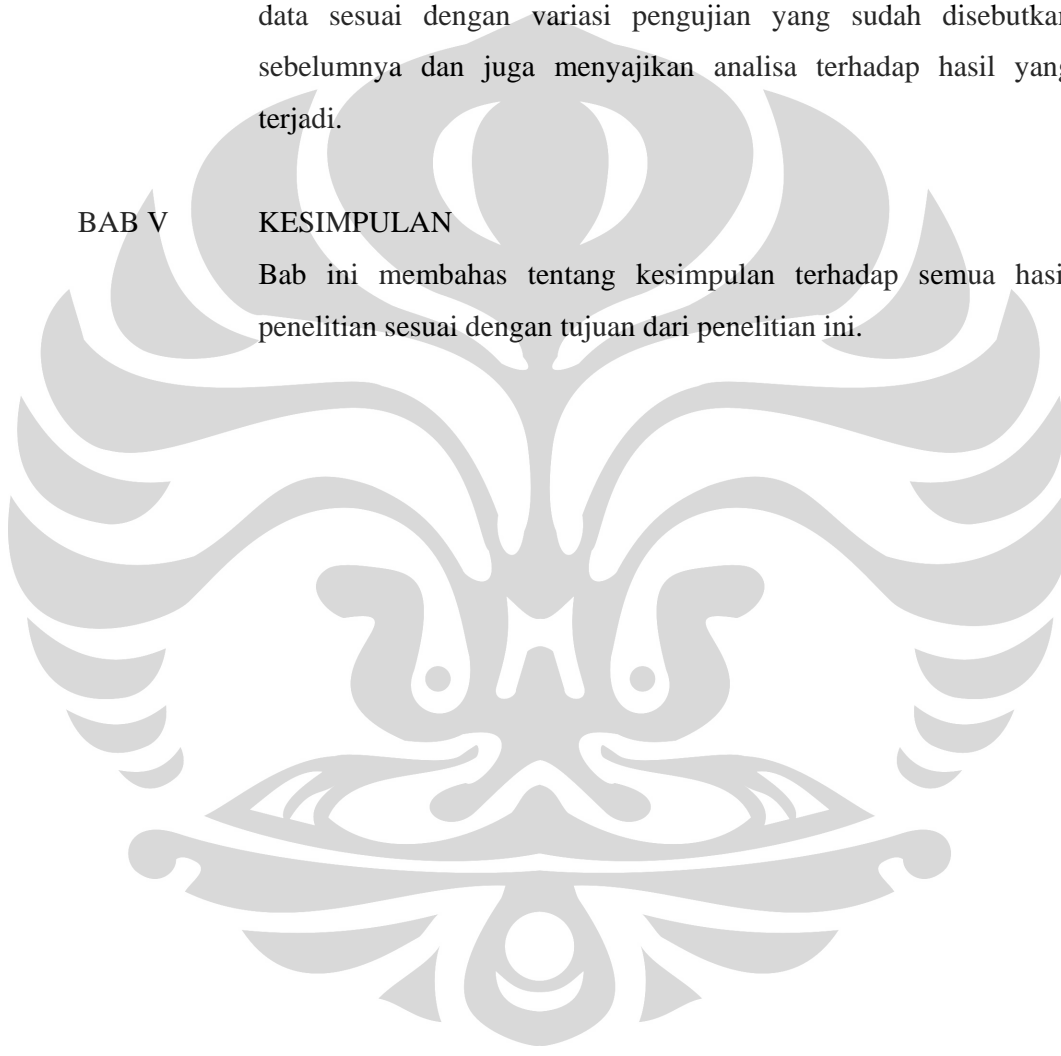 data sesuai dengan variasi pengujian yang sudah disebutkan
sebelumnya dan juga menyajikan analisa terhadap hasil yang
terjadi.
BAB V KESIMPULAN
Bab ini membahas tentang kesimpulan terhadap semua hasil
penelitian sesuai dengan tujuan dari penelitian ini.